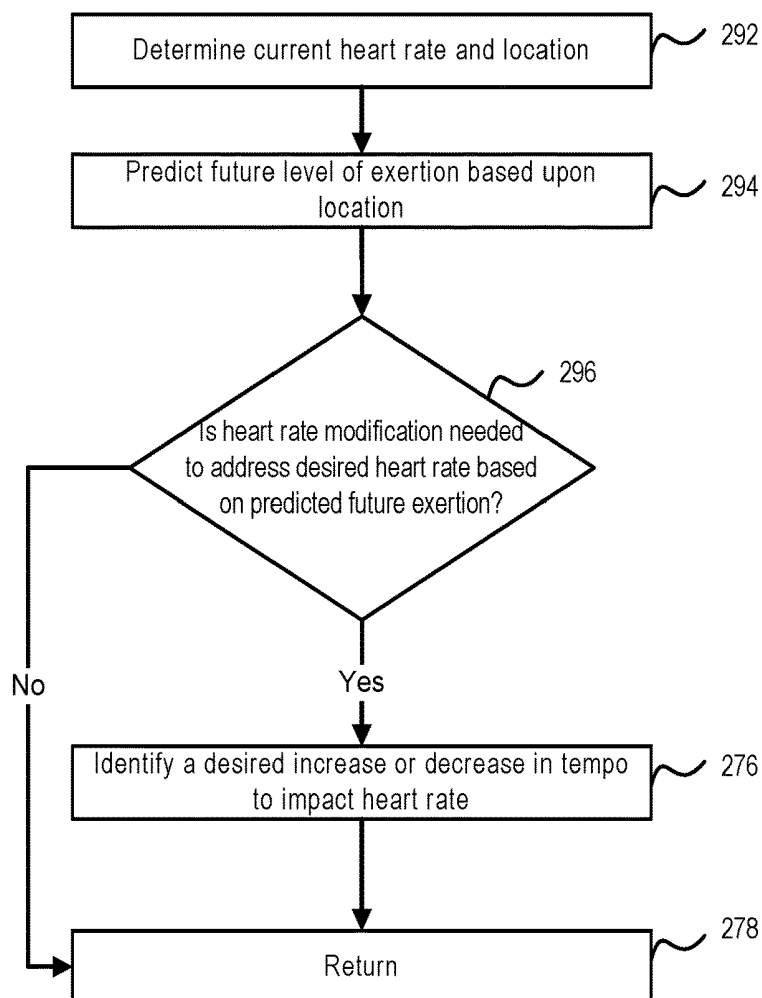 Determine current heart rate and location
292
Predict future level of exertion based upon
location
294
296
Is heart rate modification needed
to address desired heart rate based
on predicted future exertion?
No
Yes
Identify a desired increase or decrease in tempo
to impact heart rate
276
Return
278